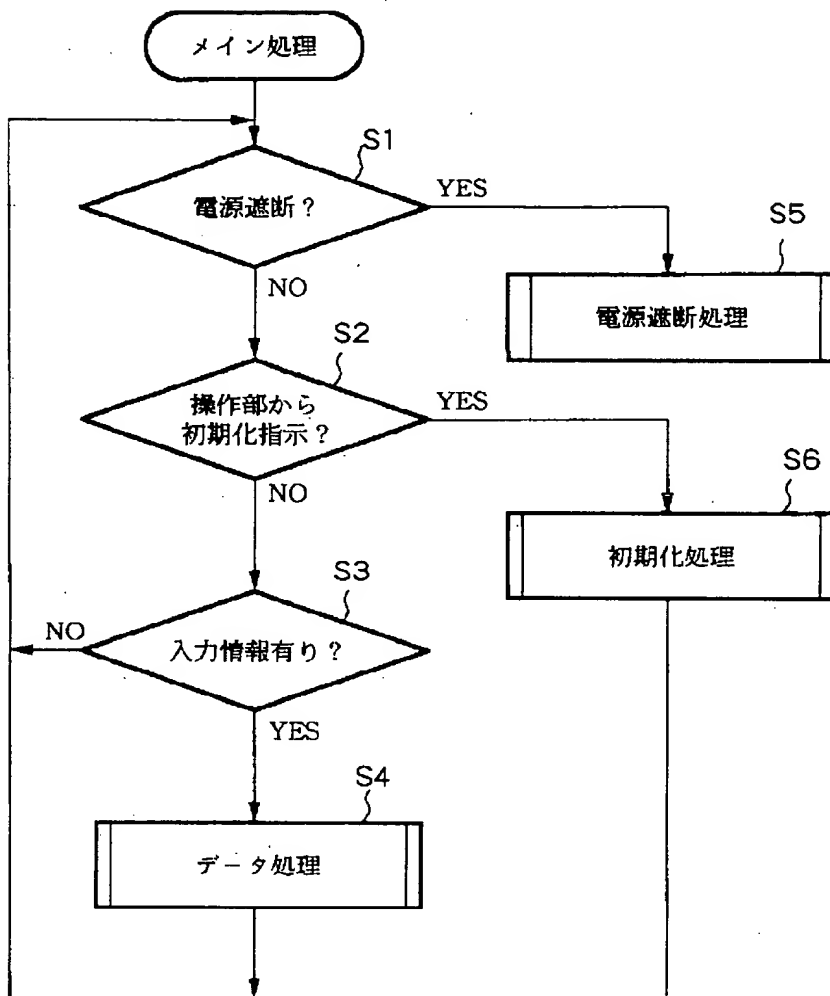 メイン処理
S1
電源遮断?
YES
NO
S5
電源遮断処理
S2
操作部から
初期化指示?
YES
NO
S6
初期化処理
S3
入力情報有り?
NO
YES
S4
データ処理